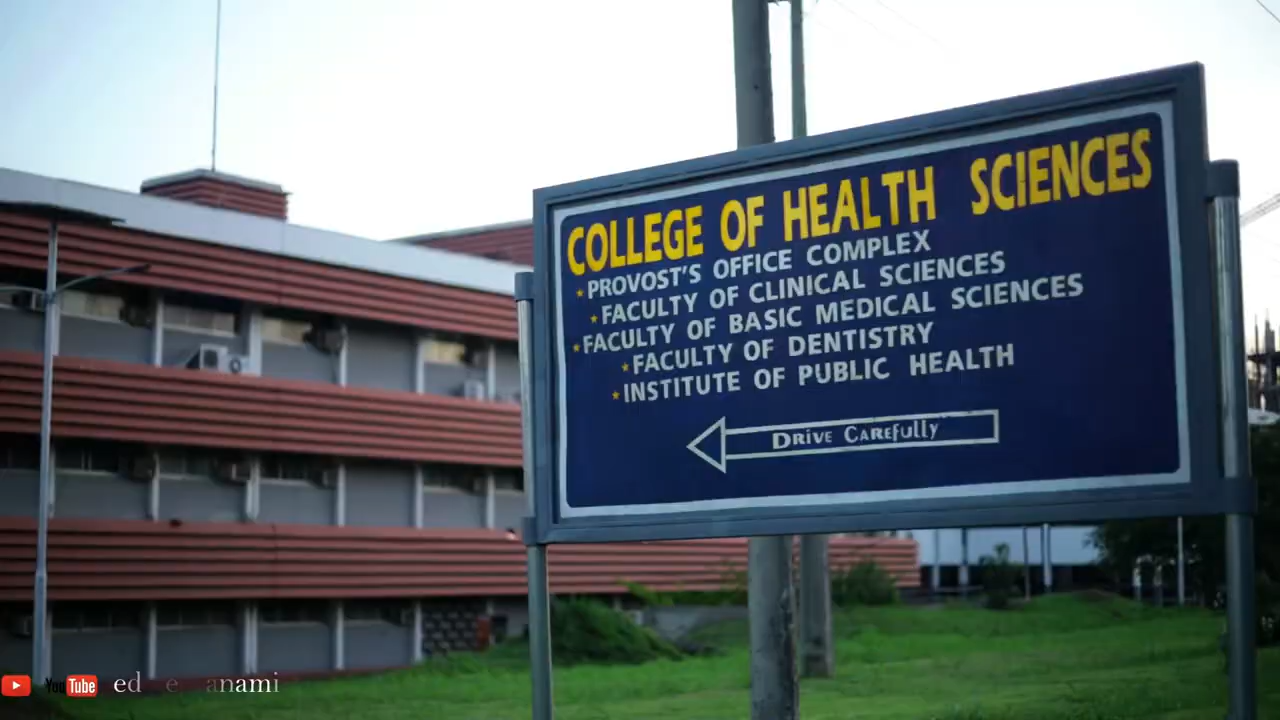 COLLEGE OF HEALTH SCIENCES
★PROVOST'S OFFICE COMPLEX
★FACULTY OF CLINICAL SCIENCES
★FACULTY OF BASIC MEDICAL SCIENCES
★FACULTY OF DENTISTRY
★INSTITUTE OF PUBLIC HEALTH
DRIVE CAREFULLY
YouTube